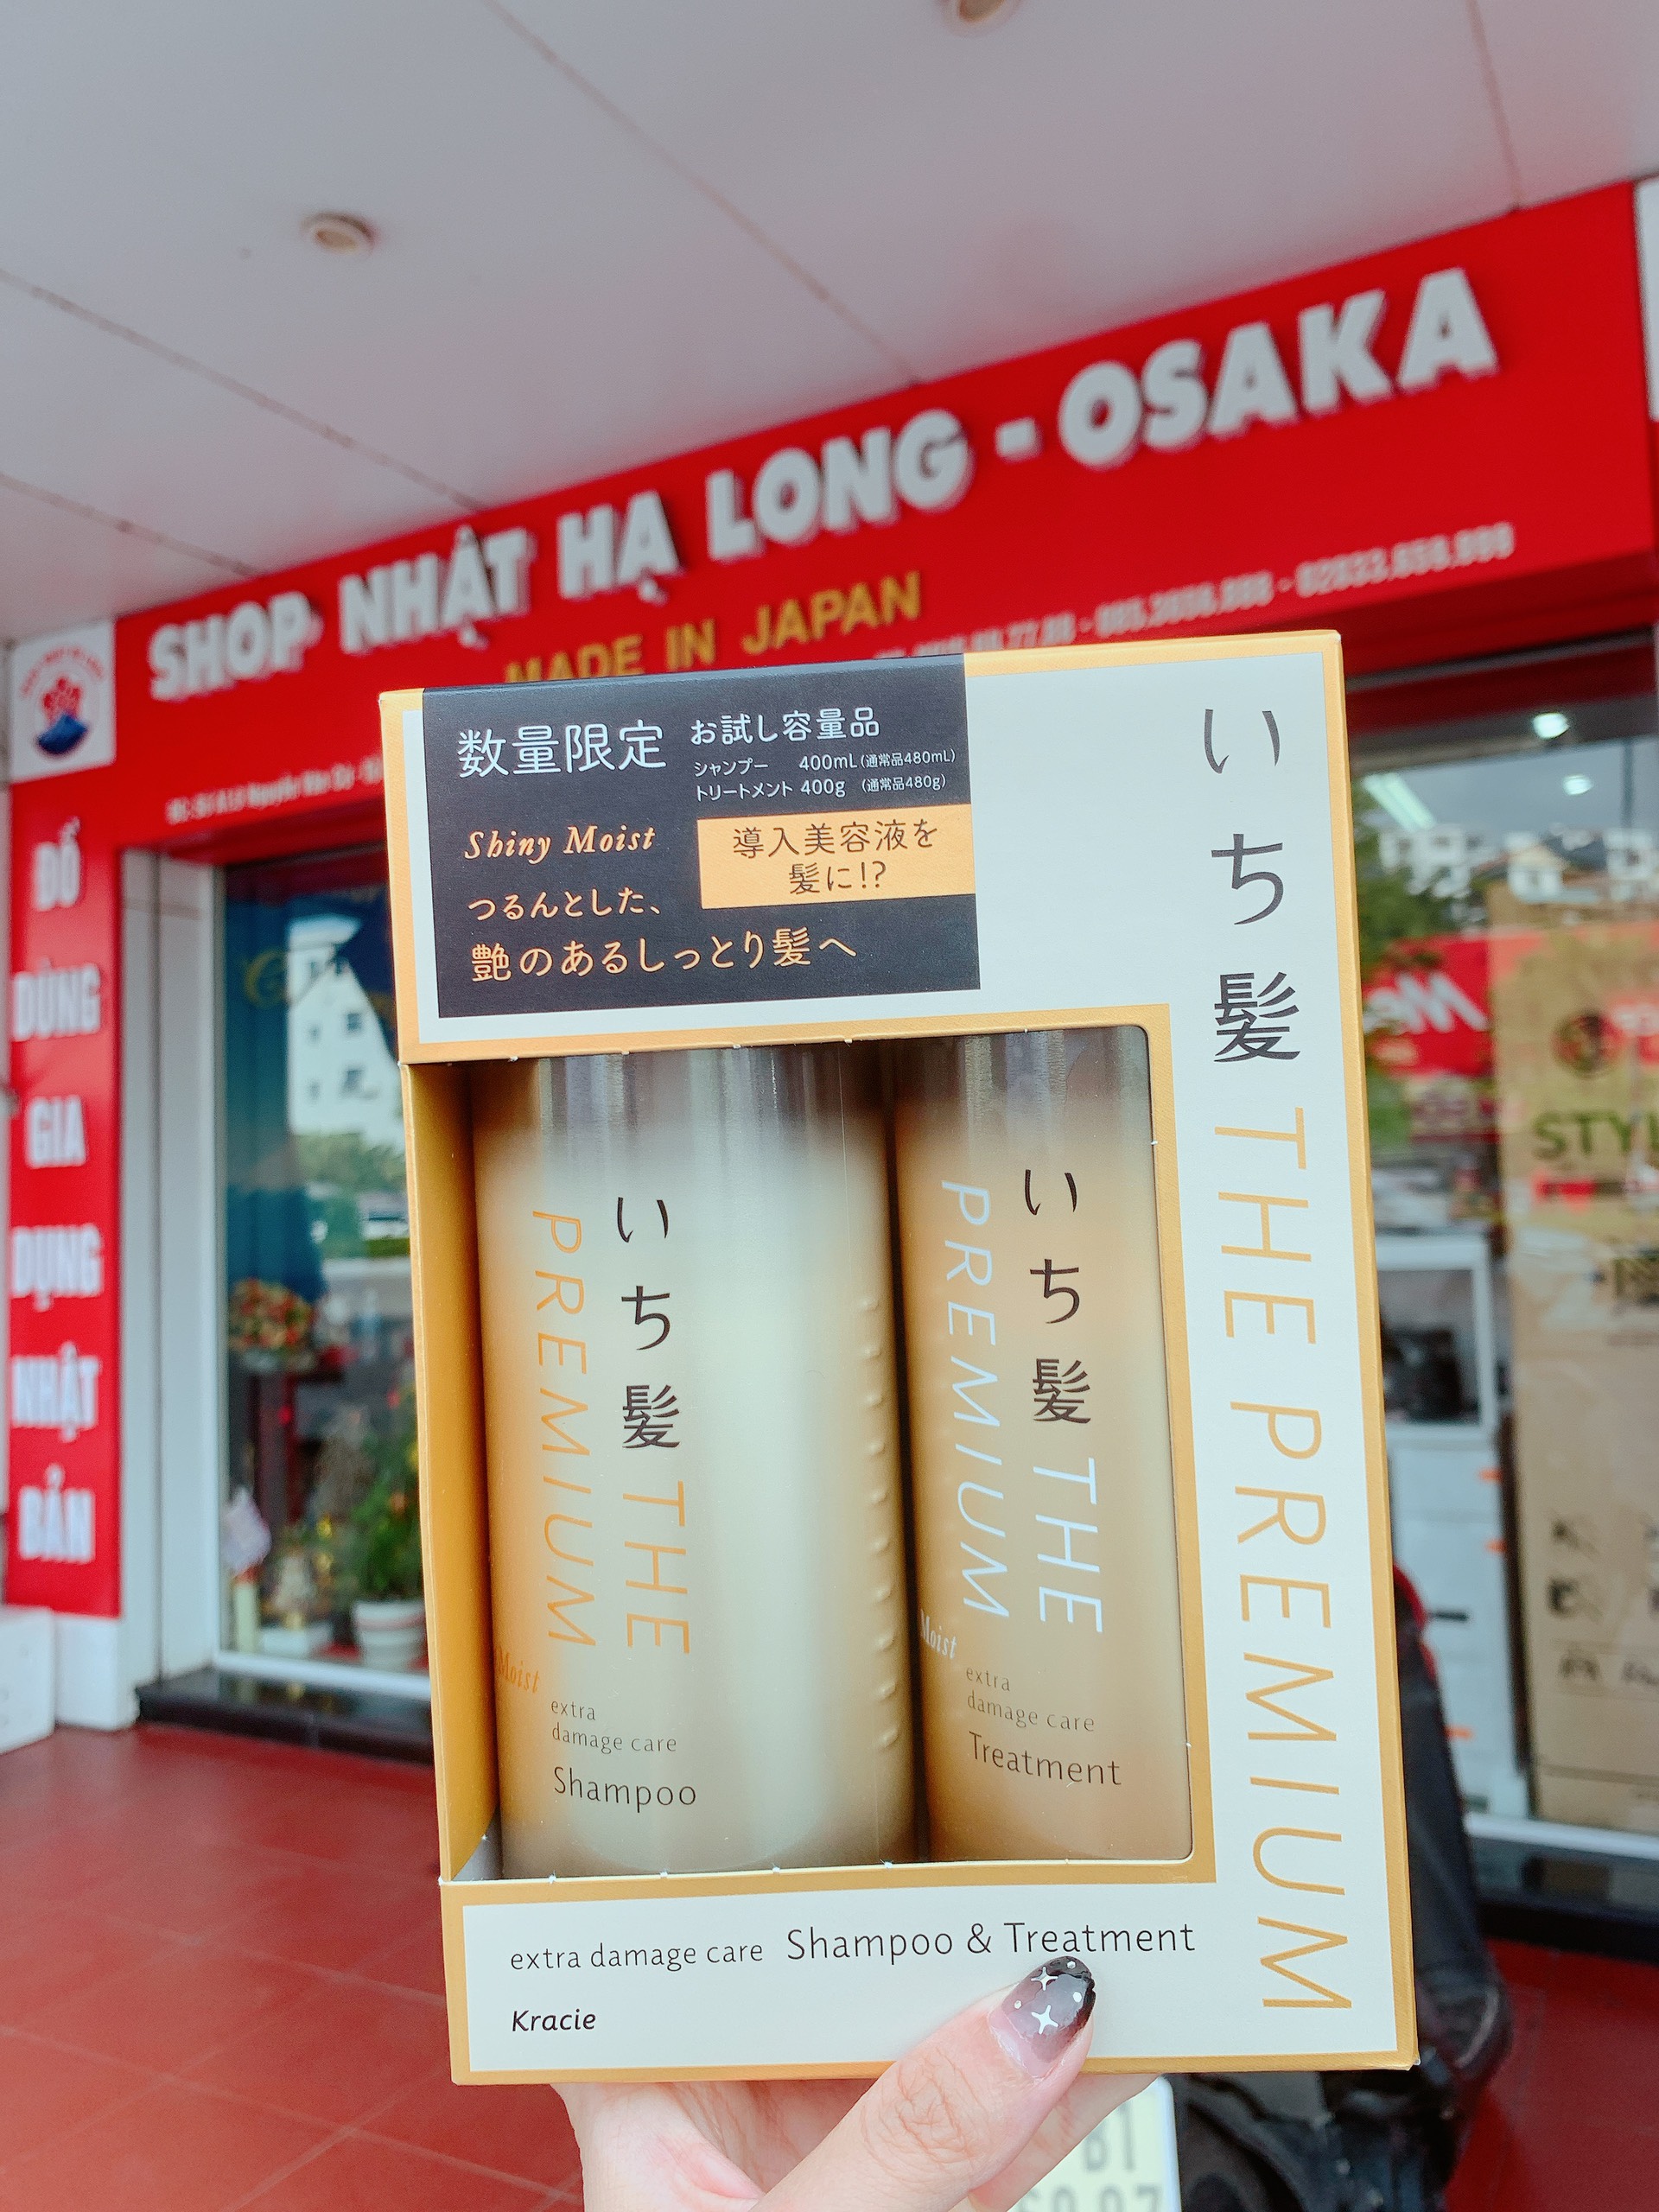 SHOP NHẬT HẠ LONG - OSAKA
MADE IN JAPAN
ĐỒ
DÙNG
GIA
DỤNG
NHẬT
BẢN
数量限定
お試し容量品
シャンプー 400mL (通常品480mL)
トリートメント 400g (通常品480g)
Shiny Moist
導入美容液を
髪に!?
つるんとした、
艶のあるしっとり髪へ
いち髪 THE PREMIUM
いち髪 THE
PREMIUM
Moist
extra
damage care
Shampoo
いち髪 THE
PREMIUM
Moist
extra
damage care
Treatment
extra damage care Shampoo & Treatment
Kracie